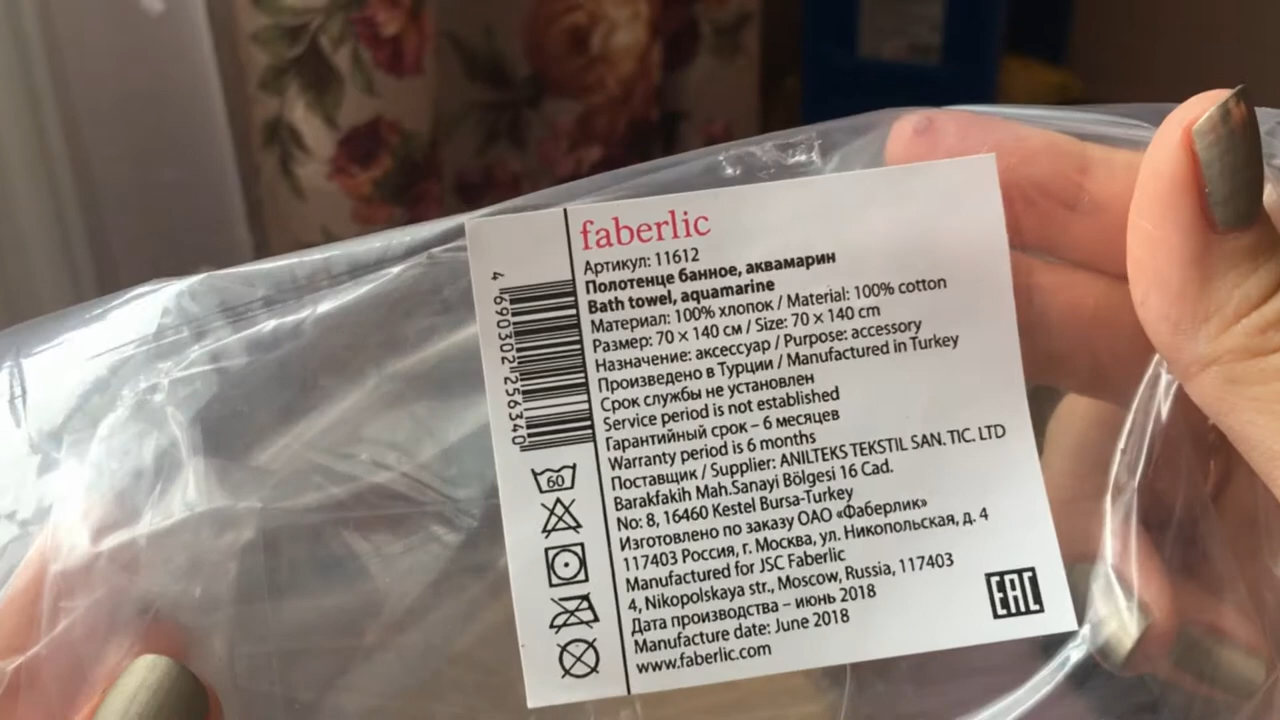 faberlic
Артикул: 11612
Полотенце банное, аквамарин
Bath towel, aquamarine
Материал: 100% хлопок / Material: 100% cotton
Размер: 70 × 140 см / Size: 70 × 140 cm
Назначение: аксессуар / Purpose: accessory
Произведено в Турции / Manufactured in Turkey
Срок службы не установлен
Service period is not established
Гарантийный срок – 6 месяцев
Warranty period is 6 months
Поставщик / Supplier: ANILTEKS TEKSTIL SAN. TIC. LTD
Barakfakih Mah.Sanayi Bölgesi 16 Cad.
No: 8, 16460 Kestel Bursa-Turkey
Изготовлено по заказу ОАО «Фаберлик»
117403 Россия, г. Москва, ул. Никопольская, д. 4
Manufactured for JSC Faberlic
4, Nikopolskaya str., Moscow, Russia, 117403
Дата производства – июнь 2018
Manufacture date: June 2018
www.faberlic.com
4 690302 256340
60
EAC